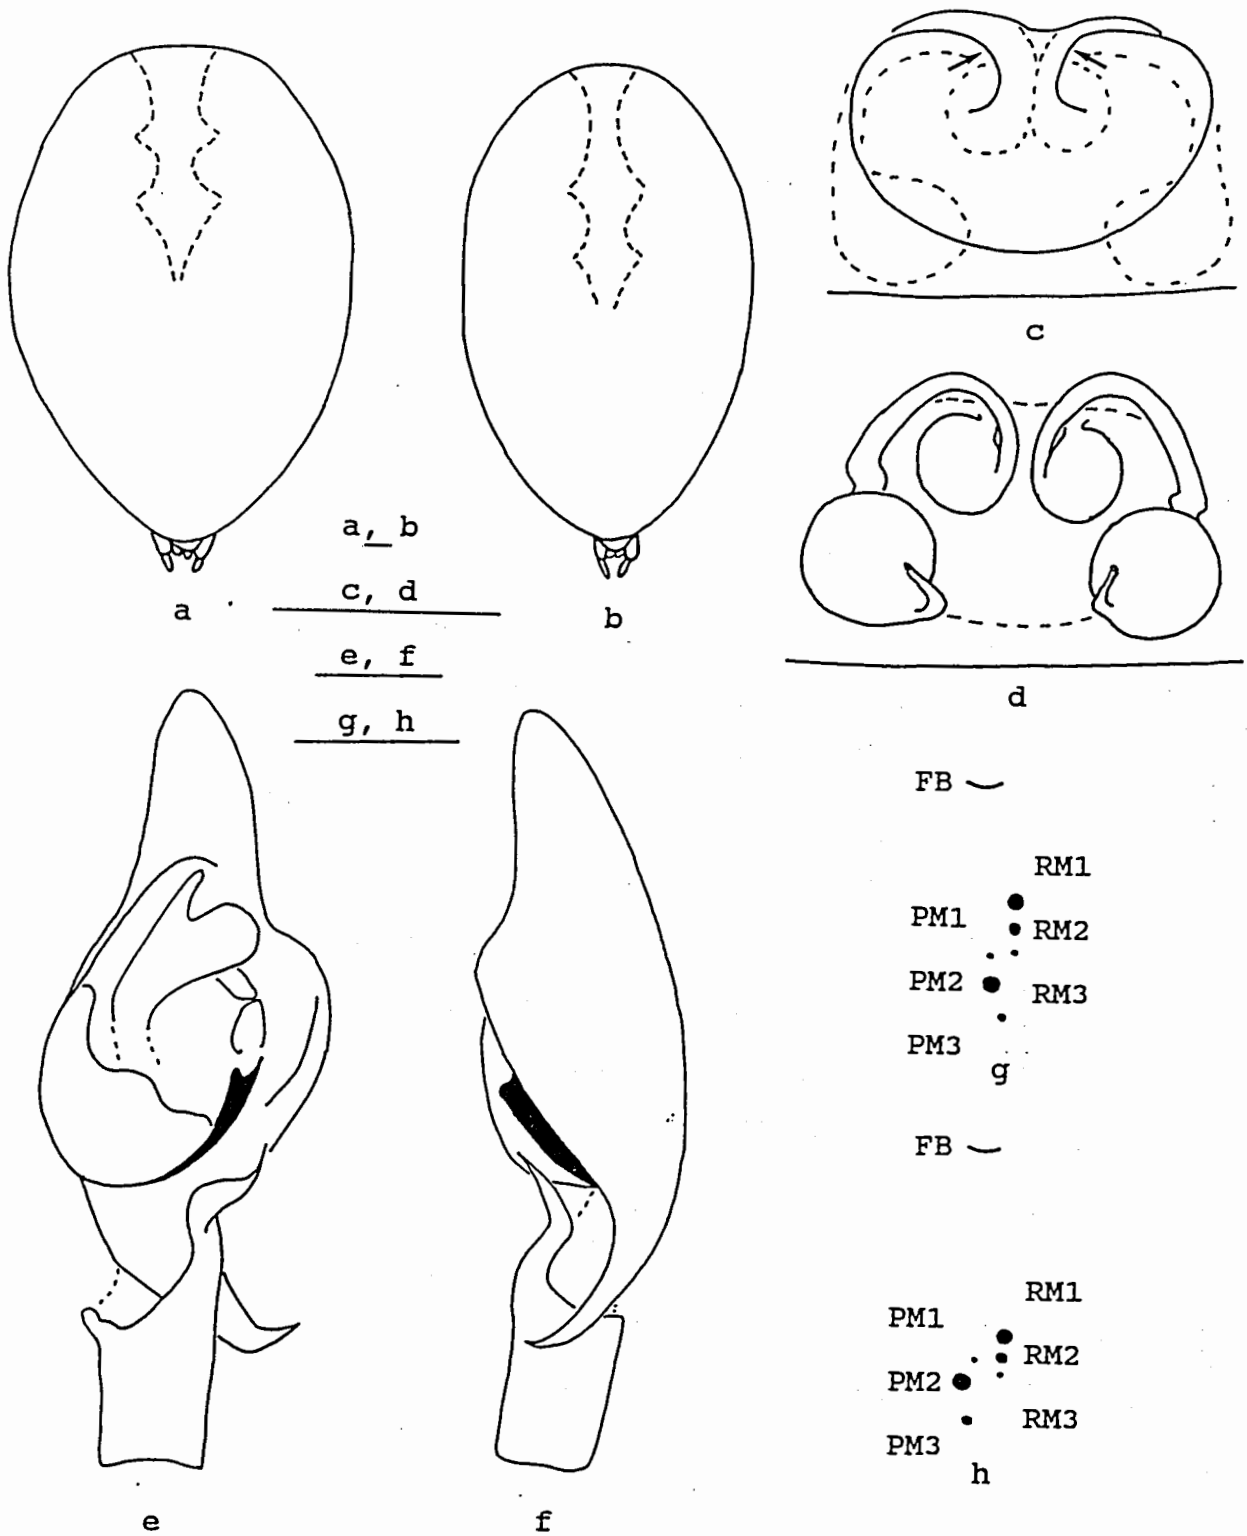 c
a, b
c, d
a
b
e, f
d
g, h
FB
RM1
PM1
RM2
PM2
RM3
PM3
g
FB
RM1
PM1
RM2
PM2
RM3
PM3
h
e
f